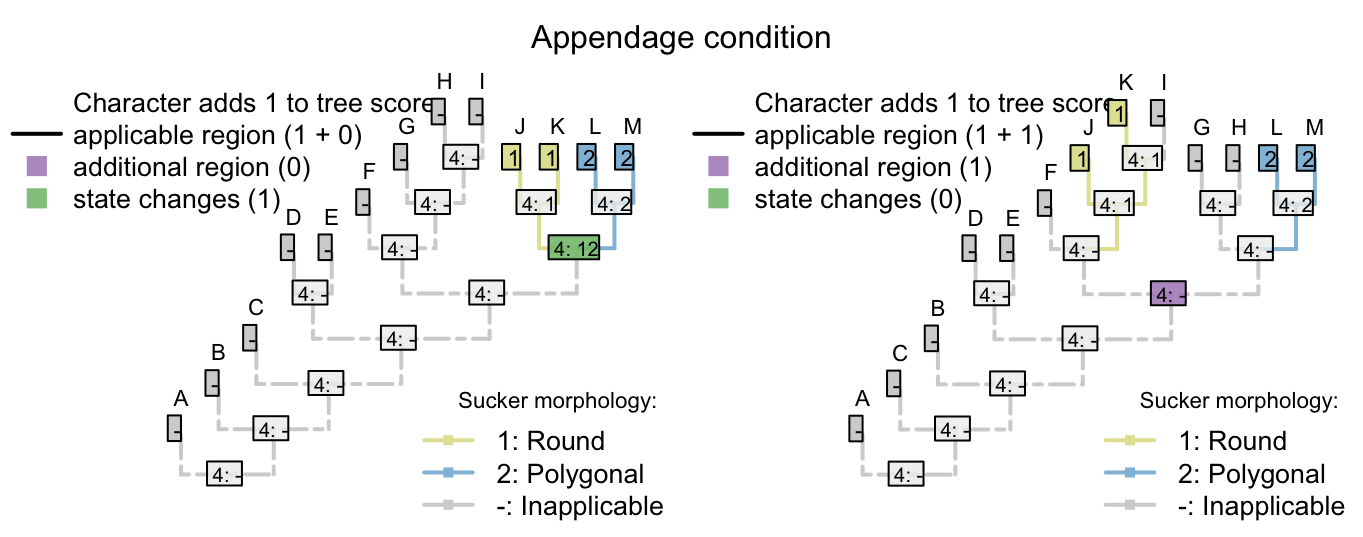 Appendage condition
H I
Character adds 1 to tree score
- -
G
J K L M
applicable region (1 + 0)
- 4: - 1 1 2 2
additional region (0)
F
state changes (1)
- 4: - 4: 1 4: 2
D E
- - 4: - 4: 12
4: - 4: -
C
- 4: -
B
- 4: -
A
- 4: -
4: -
Sucker morphology:
1: Round
2: Polygonal
-: Inapplicable
K I
Character adds 1 to tree score
1 -
J
G H L M
applicable region (1 + 1)
1 4: 1 - - 2 2
additional region (1)
F
state changes (0)
- 4: 1 4: - 4: 2
D E
- - 4: - 4: -
4: - 4: -
B
- 4: -
C
- 4: -
A
- 4: -
4: -
Sucker morphology:
1: Round
2: Polygonal
-: Inapplicable